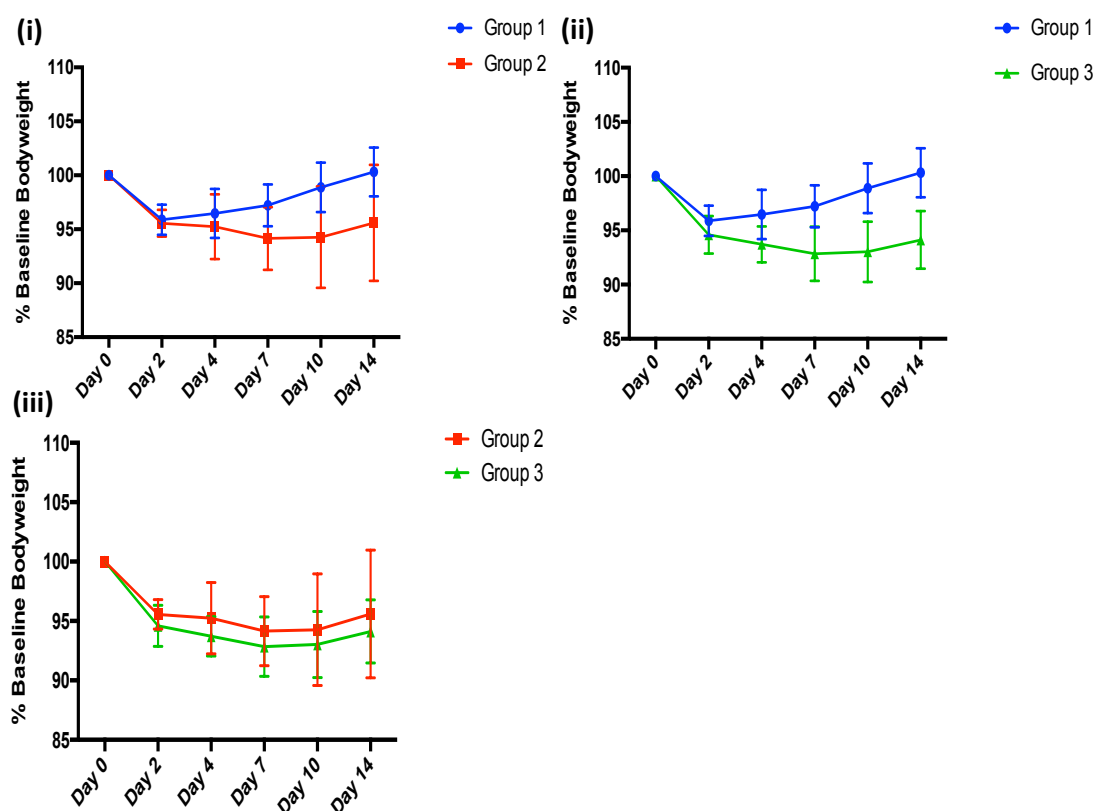 (i)
Group 1
Group 2
% Baseline Bodyweight
110
105
100
95
90
85
Day 0
Day 2
Day 4
Day 7
Day 10
Day 14
(ii)
Group 1
Group 3
% Baseline Bodyweight
110
105
100
95
90
85
Day 0
Day 2
Day 4
Day 7
Day 10
Day 14
(iii)
Group 2
Group 3
% Baseline Bodyweight
110
105
100
95
90
85
Day 0
Day 2
Day 4
Day 7
Day 10
Day 14